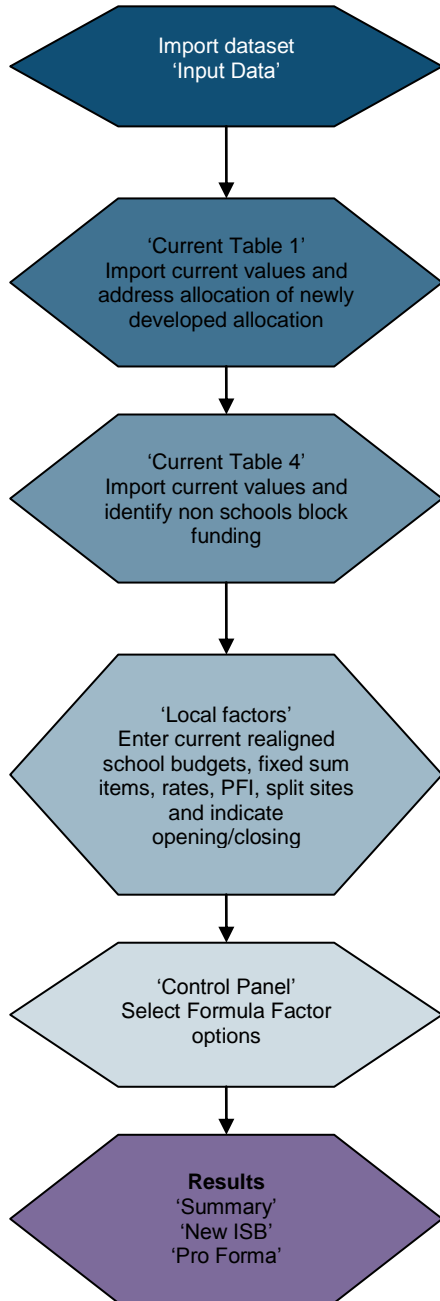 Import dataset
‘Input Data’
‘Current Table 1’
Import current values and
address allocation of newly
developed allocation
‘Current Table 4’
Import current values and
identify non schools block
funding
‘Local factors’
Enter current realigned
school budgets, fixed sum
items, rates, PFI, split sites
and indicate
opening/closing
‘Control Panel’
Select Formula Factor
options
Results
‘Summary’
‘New ISB’
‘Pro Forma’